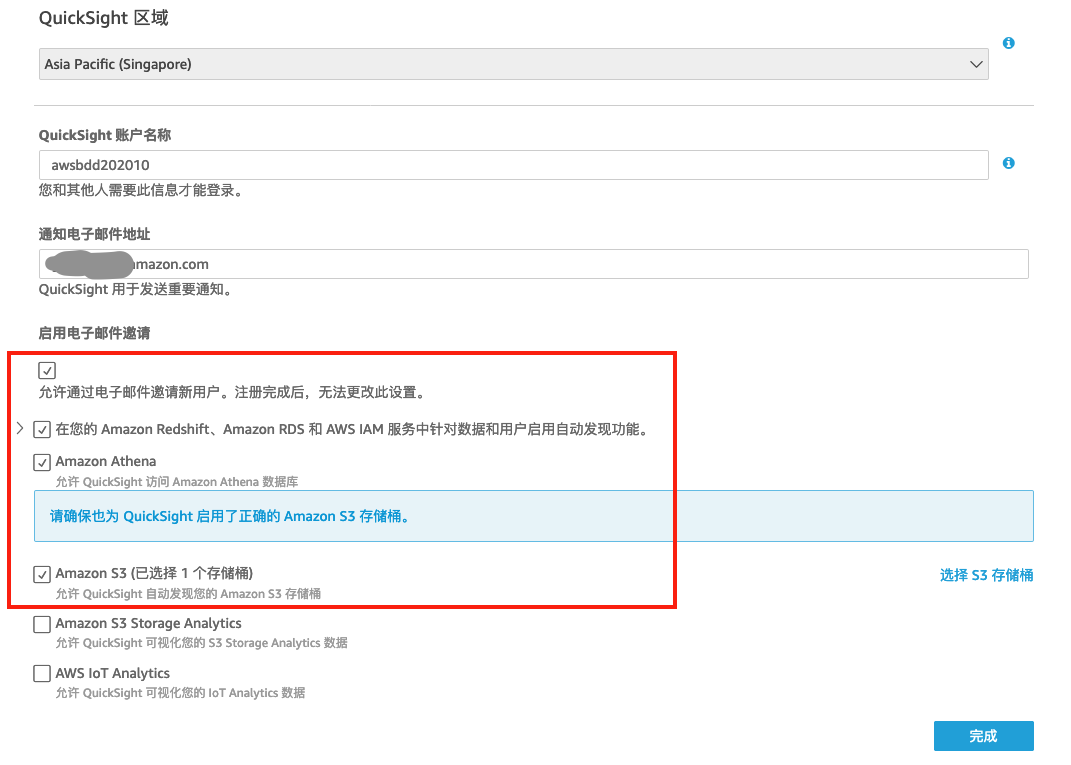 QuickSight 区域
Asia Pacific (Singapore)
QuickSight 账户名称
awsbdd202010
您和其他人需要此信息才能登录。
通知电子邮件地址
mazon.com
QuickSight 用于发送重要通知。
启用电子邮件邀请
允许通过电子邮件邀请新用户。注册完成后，无法更改此设置。
在您的 Amazon Redshift、Amazon RDS 和 AWS IAM 服务中针对数据和用户启用自动发现功能。
Amazon Athena
允许 QuickSight 访问 Amazon Athena 数据库
请确保也为 QuickSight 启用了正确的 Amazon S3 存储桶。
Amazon S3 (已选择 1 个存储桶)
选择 S3 存储桶
允许 QuickSight 自动发现您的 Amazon S3 存储桶
Amazon S3 Storage Analytics
允许 QuickSight 可视化您的 S3 Storage Analytics 数据
AWS IoT Analytics
允许 QuickSight 可视化您的 IoT Analytics 数据
完成